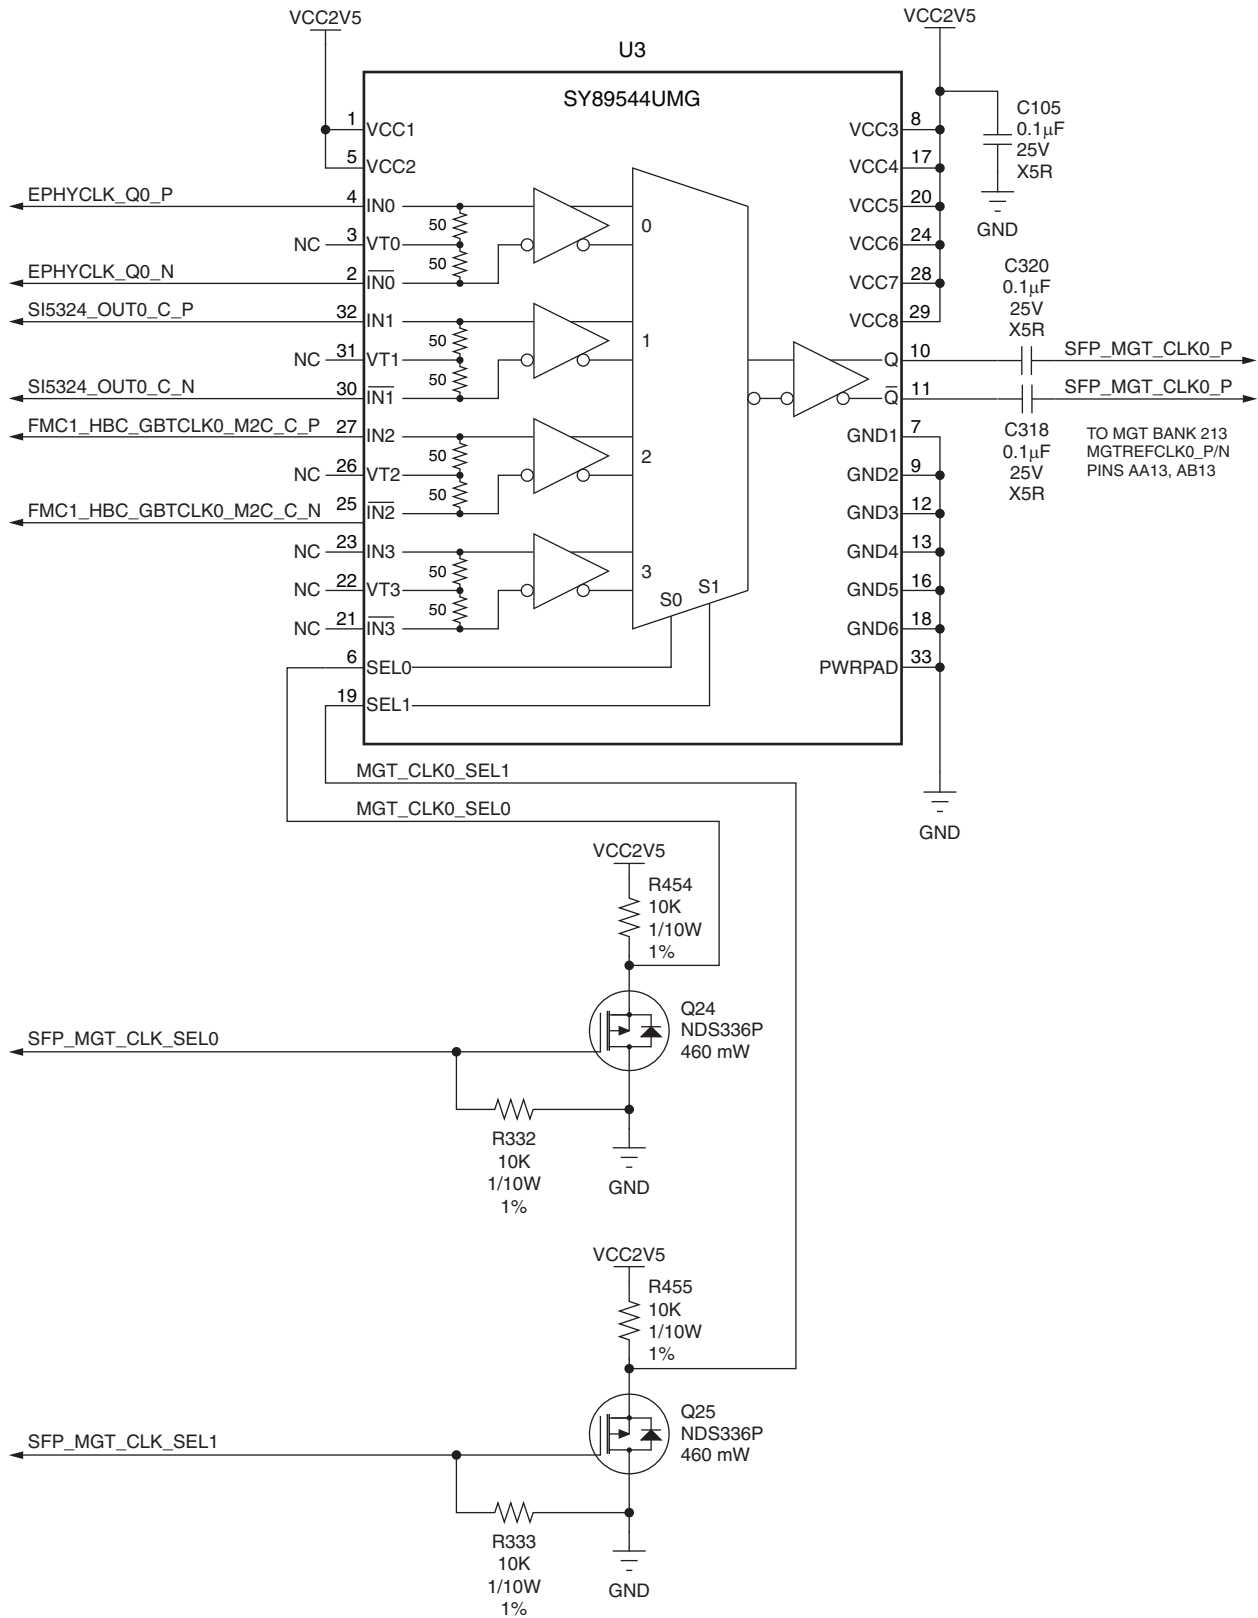 VCC2V5
VCC2V5
U3
SY89544UMG
1 VCC1
5 VCC2
EPHYCLK_Q0_P 4 IN0
NC 3 VT0
EPHYCLK_Q0_N 2 IN0
50
50
0
SI5324_OUT0_C_P 32 IN1
NC 31 VT1
SI5324_OUT0_C_N 30 IN1
50
50
1
FMC1_HBC_GBTCLK0_M2C_C_P 27 IN2
NC 26 VT2
FMC1_HBC_GBTCLK0_M2C_C_N 25 IN2
50
50
2
NC 23 IN3
NC 22 VT3
NC 21 IN3
50
50
3
S0
S1
6 SEL0
19 SEL1
VCC3 8
VCC4 17
VCC5 20
VCC6 24
VCC7 28
VCC8 29
Q 10
Q 11
GND1 7
GND2 9
GND3 12
GND4 13
GND5 16
GND6 18
PWRPAD 33
GND
C105
0.1µF
25V
X5R
GND
C320
0.1µF
25V
X5R
SFP_MGT_CLK0_P
SFP_MGT_CLK0_P
C318
0.1µF
25V
X5R
TO MGT BANK 213
MGTREFCLK0_P/N
PINS AA13, AB13
MGT_CLK0_SEL1
MGT_CLK0_SEL0
VCC2V5
R454
10K
1/10W
1%
Q24
NDS336P
460 mW
SFP_MGT_CLK_SEL0
R332
10K
1/10W
1%
GND
VCC2V5
R455
10K
1/10W
1%
Q25
NDS336P
460 mW
SFP_MGT_CLK_SEL1
R333
10K
1/10W
1%
GND